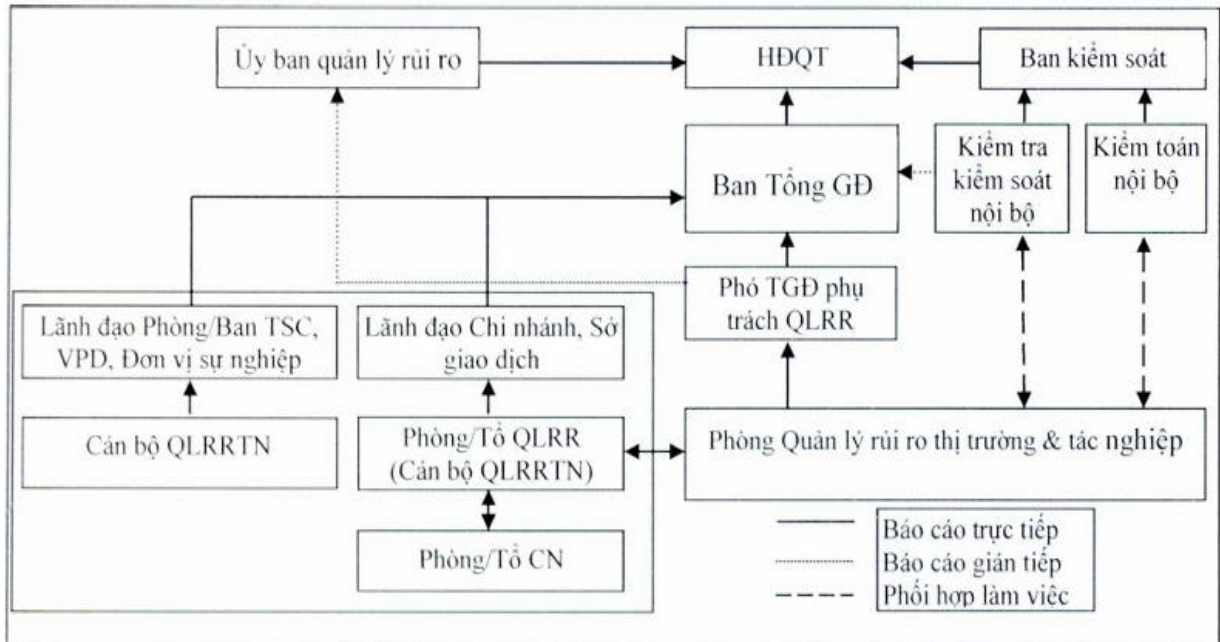 Ủy ban quản lý rủi ro
HĐQT
Ban kiểm soát
Ban Tổng GĐ
Kiểm tra
kiểm soát
nội bộ
Kiểm toán
nội bộ
Phó TGĐ phụ
trách QLRR
Lãnh đạo Phòng/Ban TSC,
VPD, Đơn vị sự nghiệp
Lãnh đạo Chi nhánh, Sở
giao dịch
Cán bộ QLRRTN
Phòng/Tổ QLRR
(Cán bộ QLRRTN)
Phòng Quản lý rủi ro thị trường & tác nghiệp
Phòng/Tổ CN
Báo cáo trực tiếp
Báo cáo gián tiếp
Phối hợp làm việc